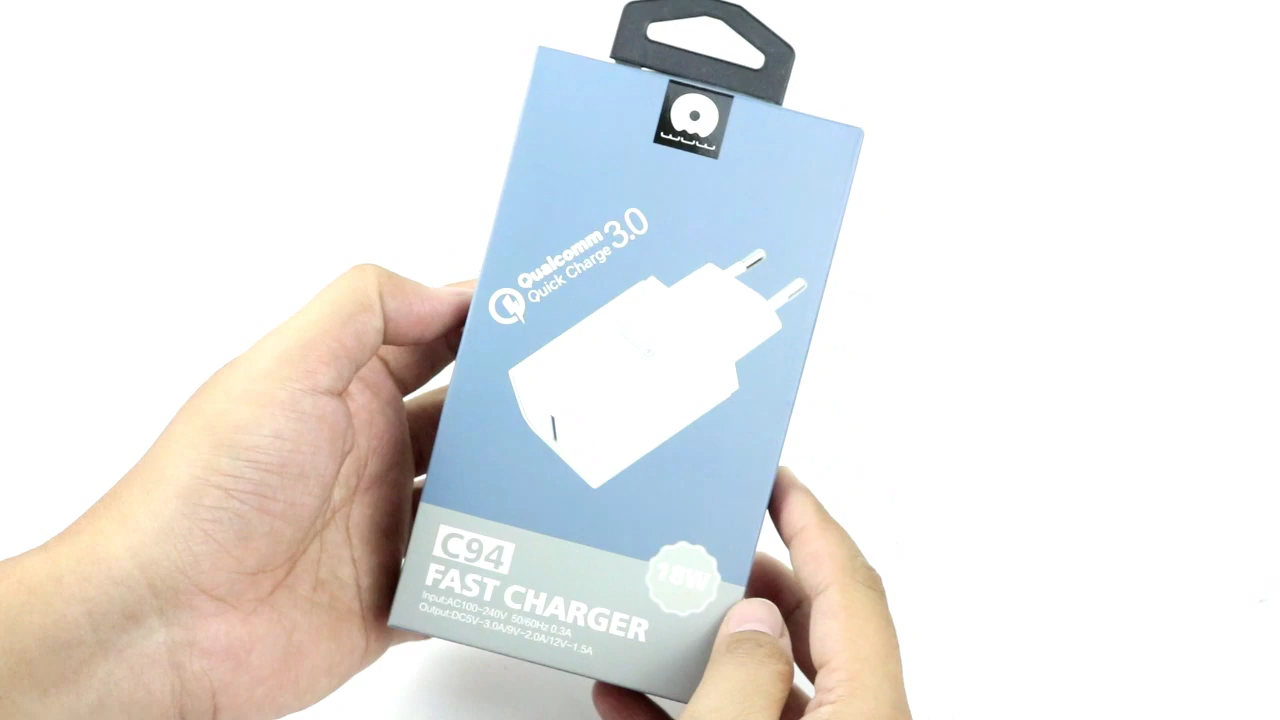 Qualcomm 3.0
Quick Charge
C94
18W
FAST CHARGER
Input:AC100-240V 50/60Hz 0.3A
Output:DC5V-3.0A/9V-2.0A/12V-1.5A